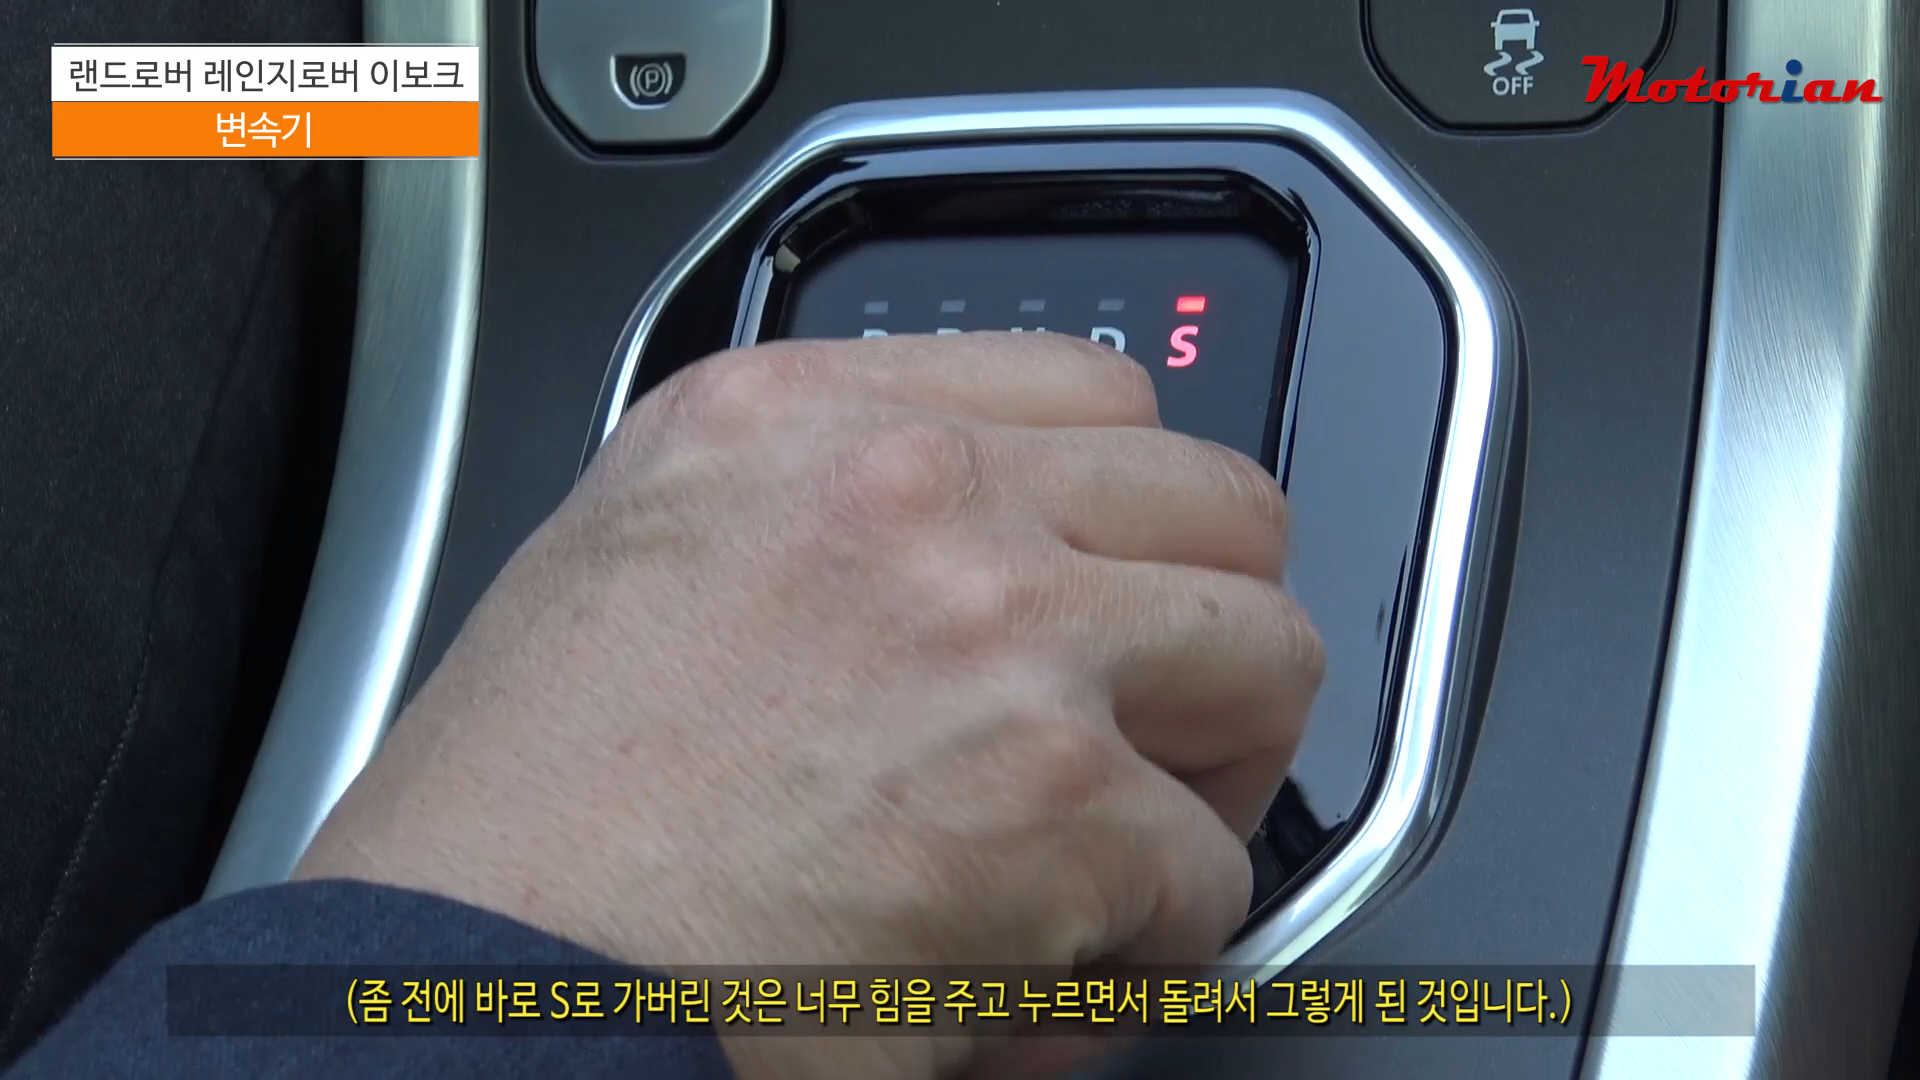 랜드로버 레인지로버 이보크
변속기
(P)
OFF
Motorian
D S
(좀 전에 바로 S로 가버린 것은 너무 힘을 주고 누르면서 돌려서 그렇게 된 것입니다.)